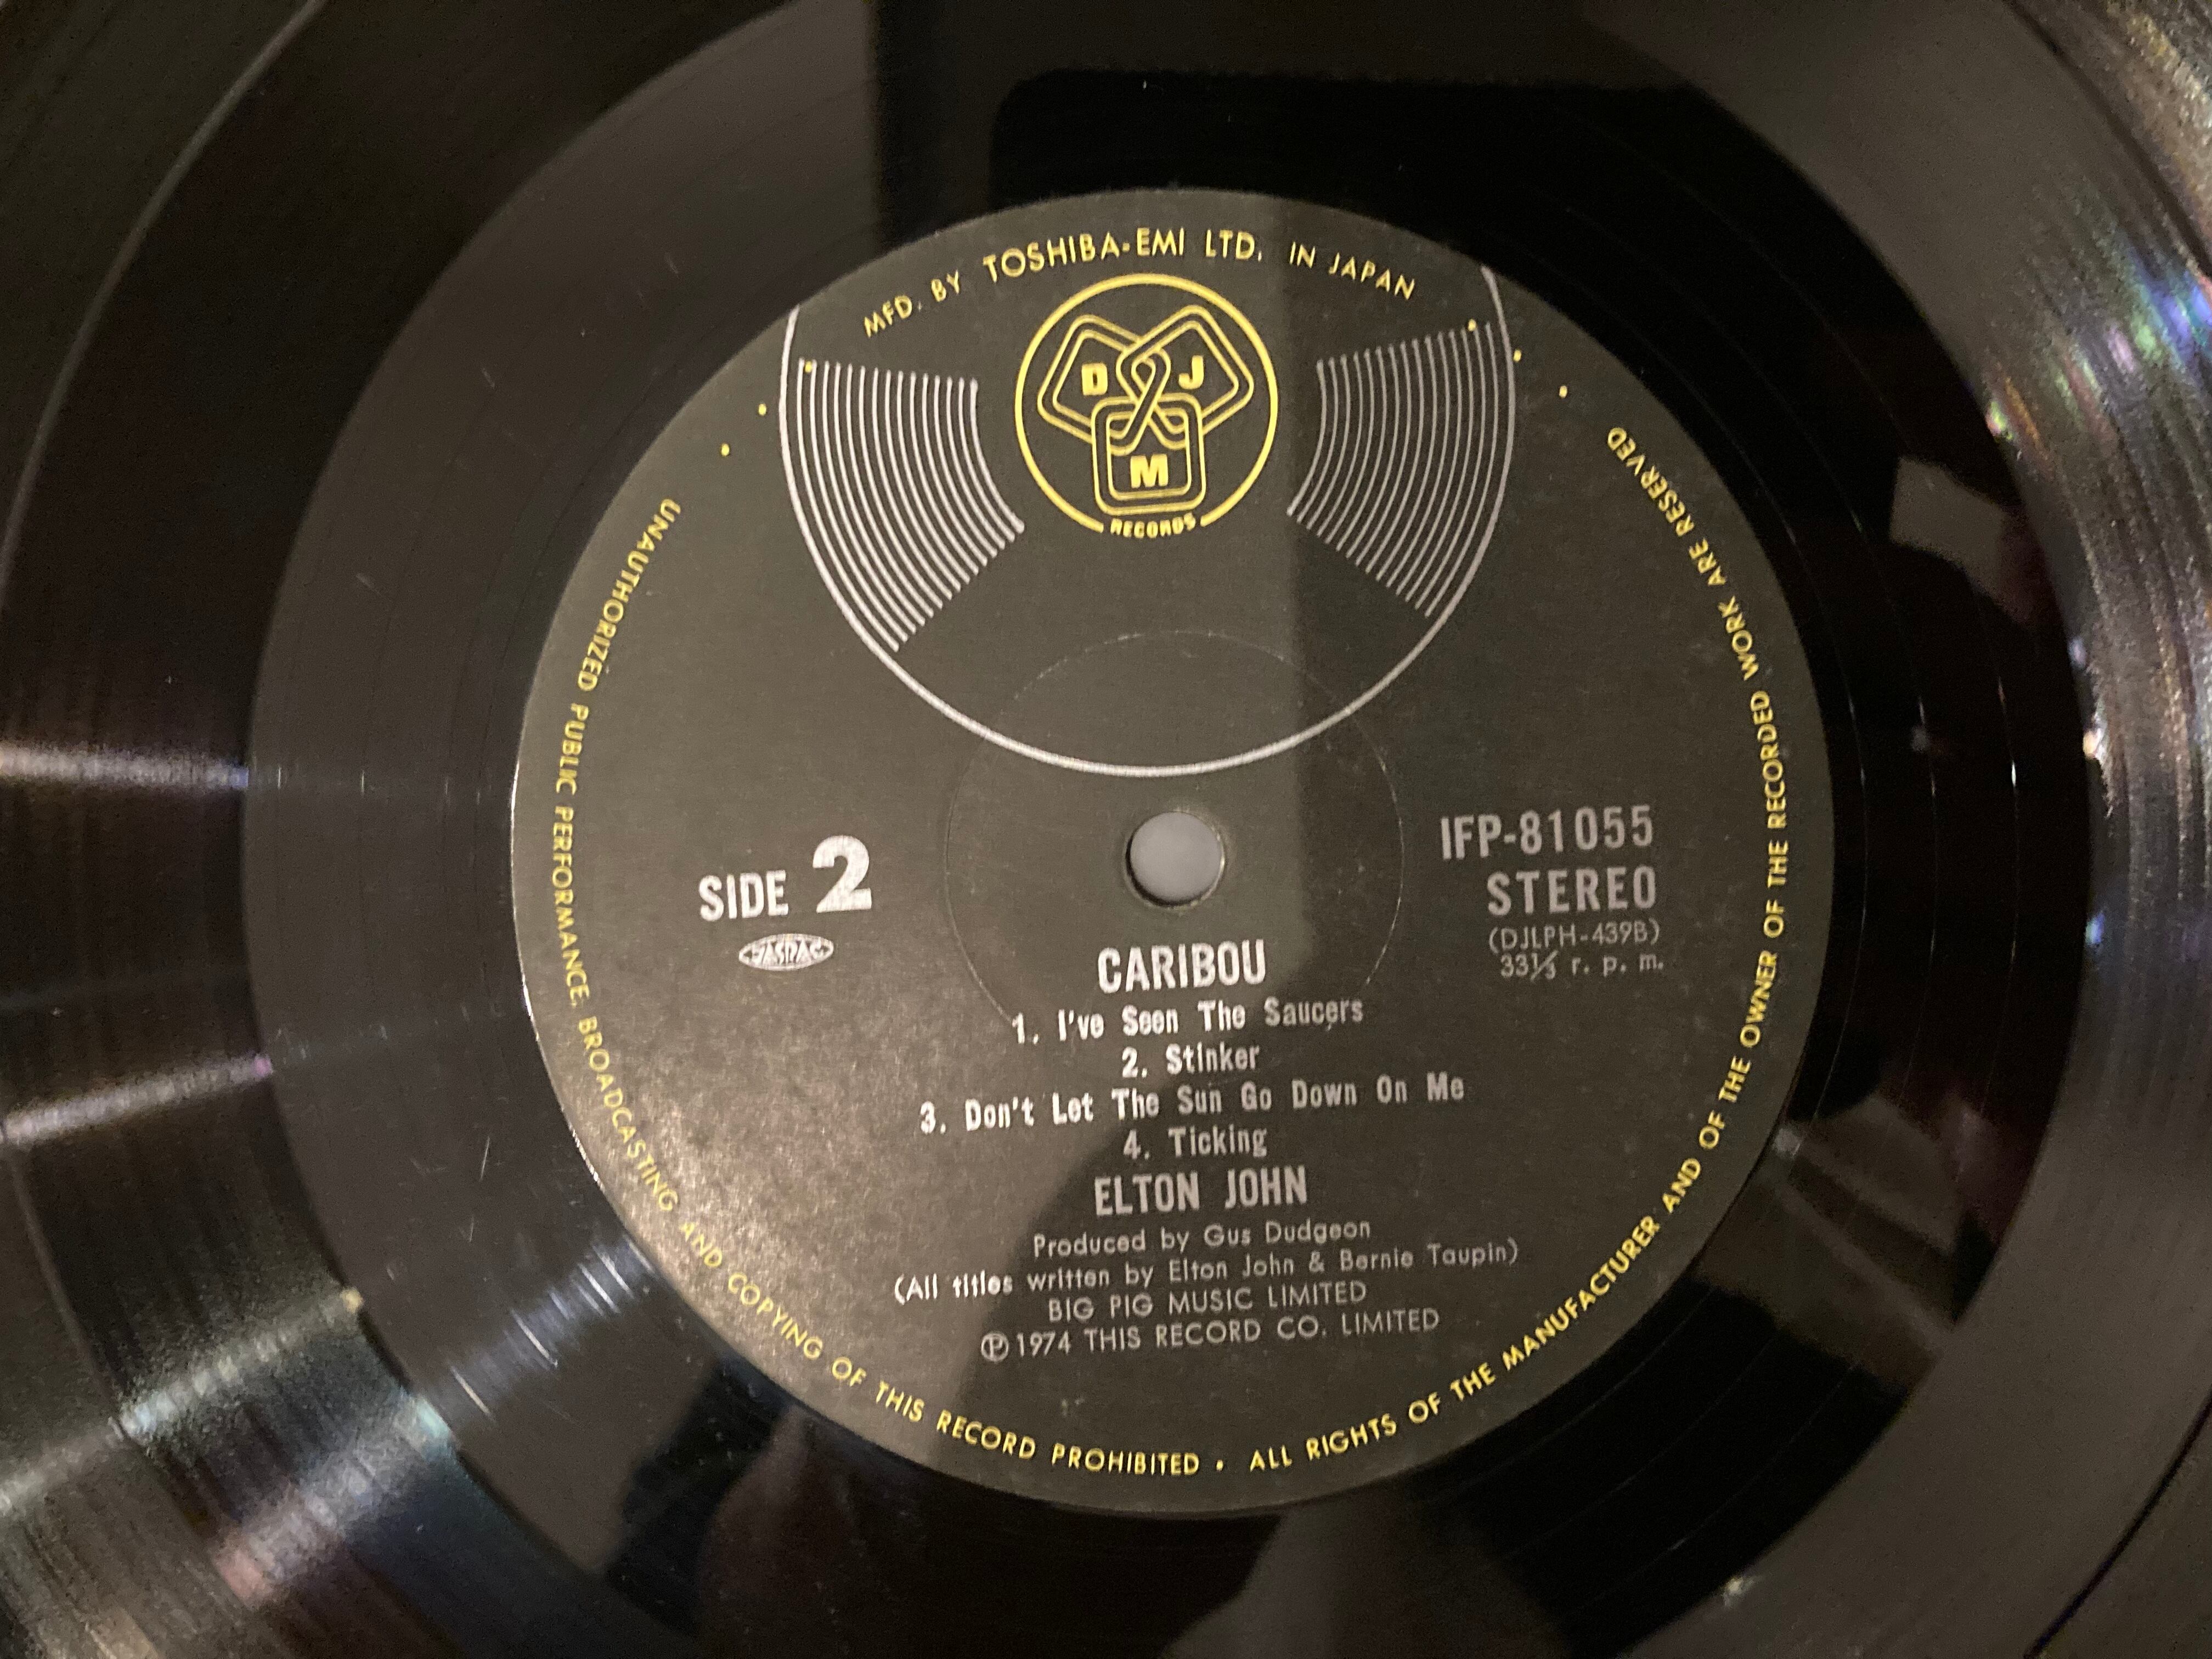 MFD. BY TOSHIBA-EMI LTD. IN JAPAN
D J
M
RECORDS
SIDE 2
JASRAC
IFP-81055
STEREO
(DJLPH-439B)
33⅓ r. p. m.
CARIBOU
1. I've Seen The Saucers
2. Stinker
3. Don't Let The Sun Go Down On Me
4. Ticking
ELTON JOHN
Produced by Gus Dudgeon
(All titles written by Elton John & Bernie Taupin)
BIG PIG MUSIC LIMITED
Ⓟ1974 THIS RECORD CO. LIMITED
UNAUTHORIZED PUBLIC PERFORMANCE, BROADCASTING AND COPYING OF THIS RECORD PROHIBITED • ALL RIGHTS OF THE MANUFACTURER AND OF THE OWNER OF THE RECORDED WORK ARE RESERVED